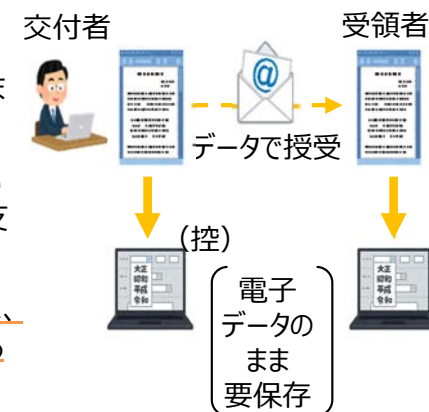 交付者
受領者
データで授受
(控)
電子
データの
まま
要保存
大正
昭和
平成
令和
大正
昭和
平成
令和